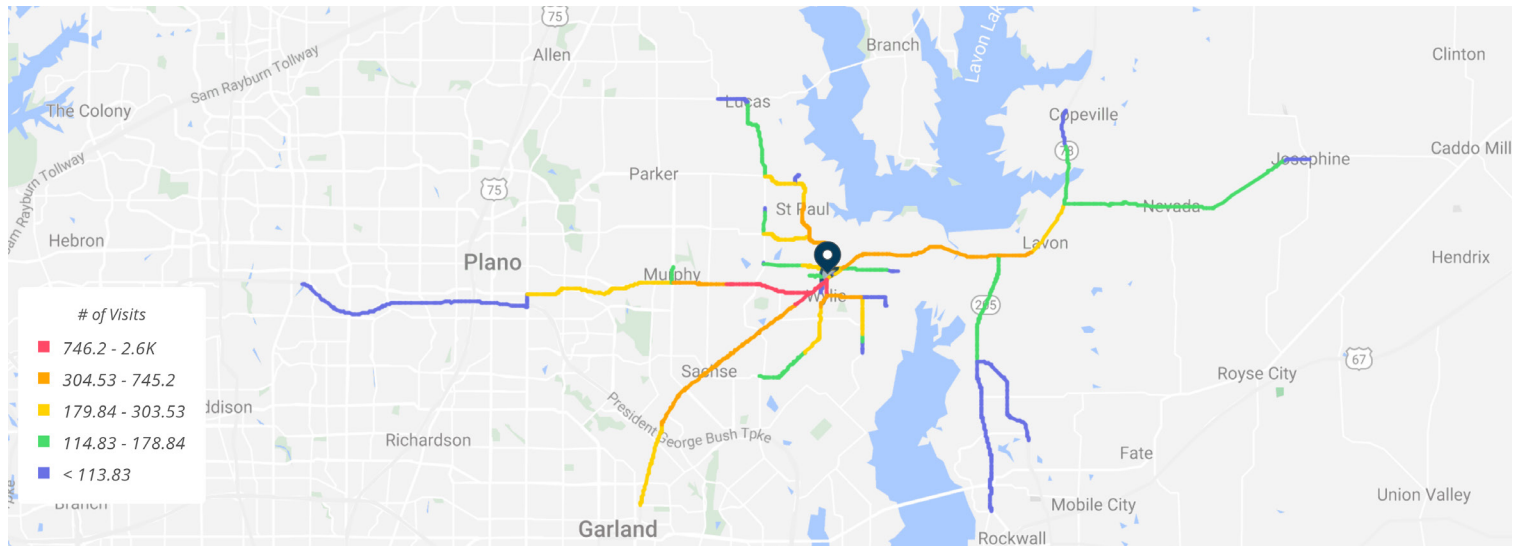 75
Allen
Branch
Lavon Lak
Clinton
Sam Rayburn Tollway
The Colony
Lucas
Copeville
78
Josephine
Caddo Mill
Sam Rayburn Tollway
75
Parker
St Paul
Nevada
Hebron
Plano
Murphy
Lavon
Hendrix
Wylie
205
# of Visits
746.2 - 2.6K
304.53 - 745.2
179.84 - 303.53
114.83 - 178.84
< 113.83
Sachse
67
Royse City
ddison
President George Bush Tpke
Richardson
Fate
Tpke
Branch
Mobile City
Union Valley
Garland
Rockwall